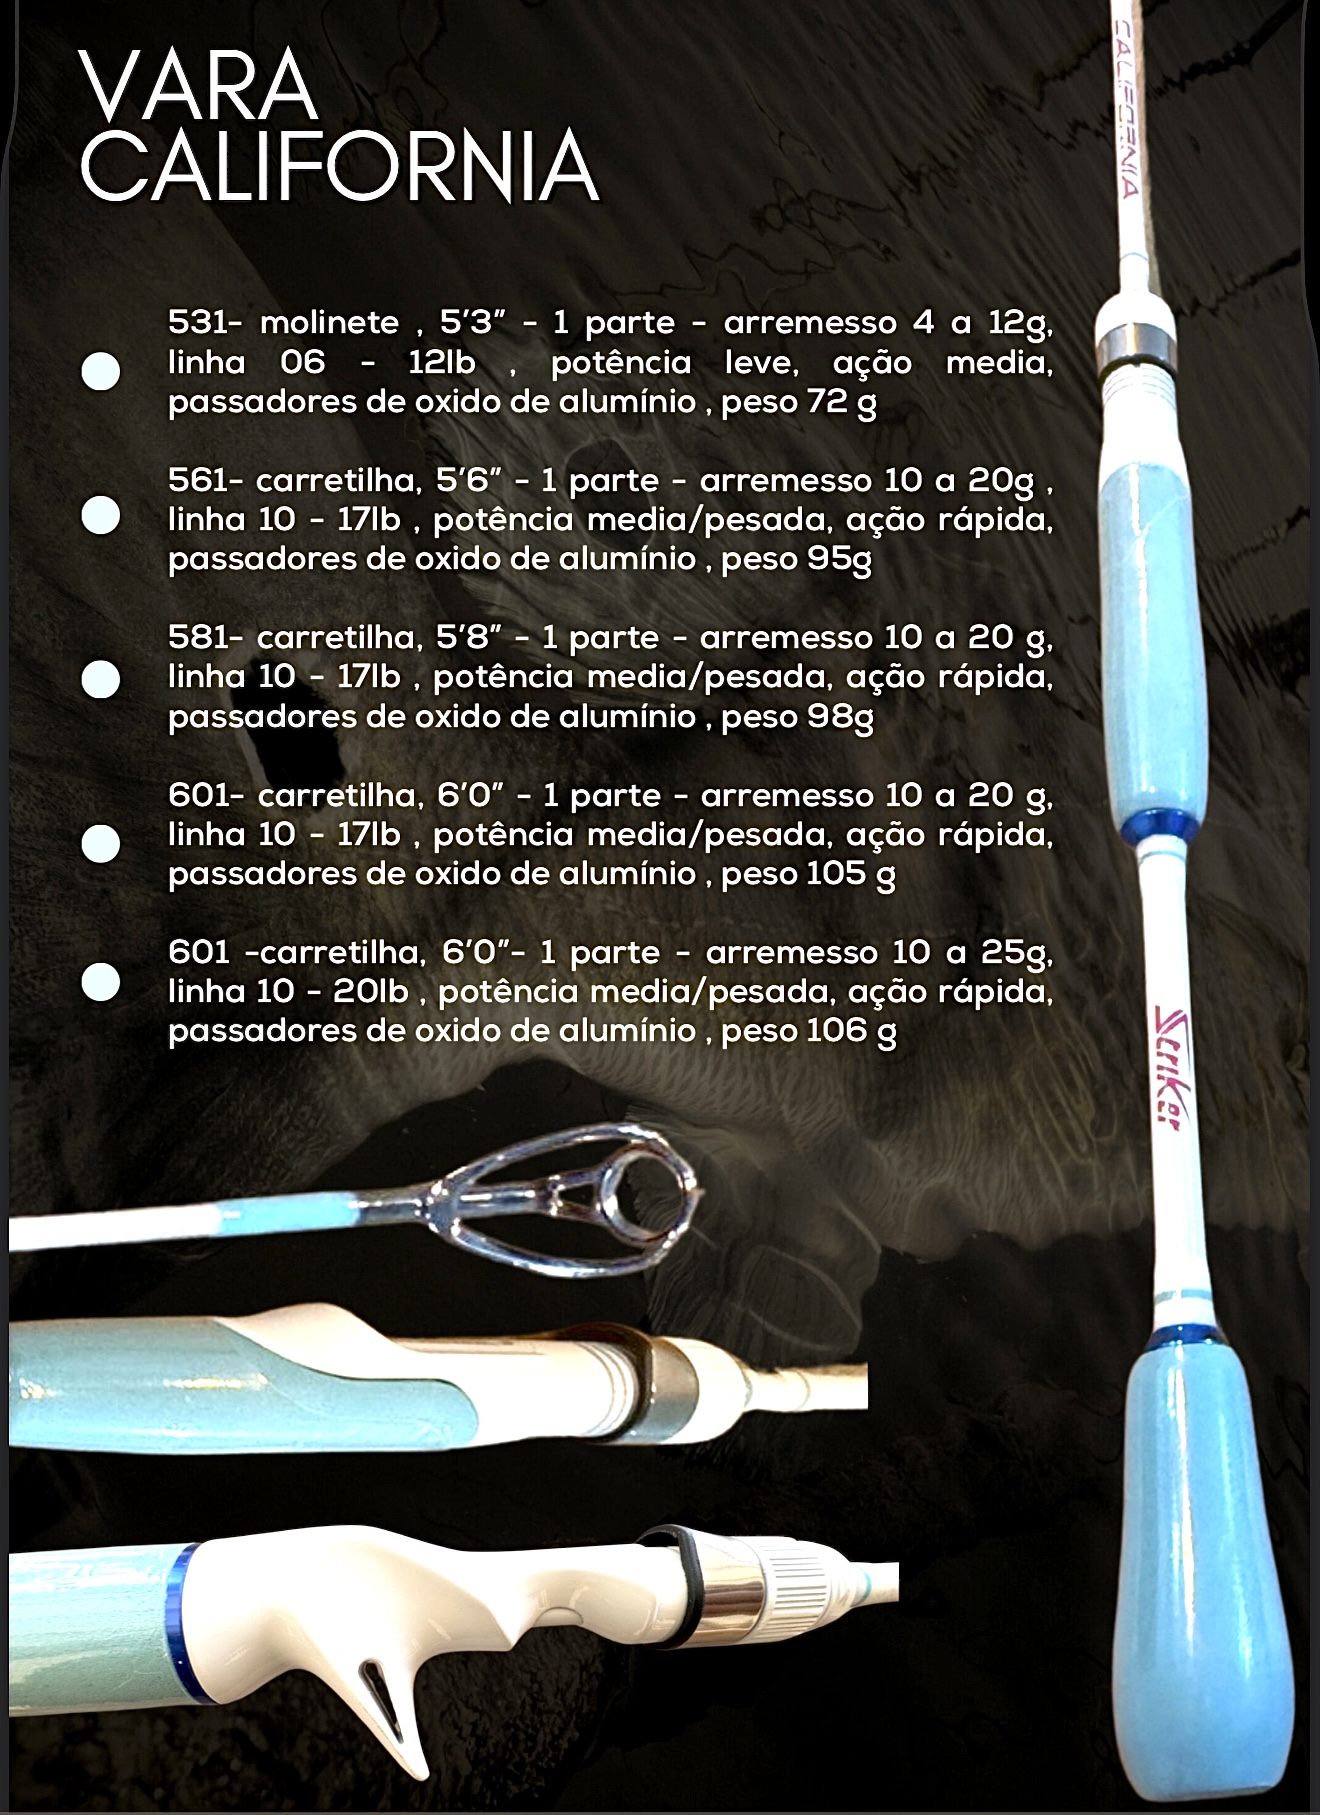 VARA
CALIFORNIA
531- molinete , 5'3" - 1 parte - arremesso 4 a 12g,
linha 06 - 12lb , potência leve, ação media,
passadores de oxido de alumínio , peso 72 g
561- carretilha, 5'6" - 1 parte - arremesso 10 a 20g ,
linha 10 - 17lb , potência media/pesada, ação rápida,
passadores de oxido de alumínio , peso 95g
581- carretilha, 5'8" - 1 parte - arremesso 10 a 20 g,
linha 10 - 17lb , potência media/pesada, ação rápida,
passadores de oxido de alumínio , peso 98g
601- carretilha, 6'0" - 1 parte - arremesso 10 a 20 g,
linha 10 - 17lb , potência media/pesada, ação rápida,
passadores de oxido de alumínio , peso 105 g
601 -carretilha, 6'0"- 1 parte - arremesso 10 a 25g,
linha 10 - 20lb , potência media/pesada, ação rápida,
passadores de oxido de alumínio , peso 106 g
CALIFORNIA
Striker